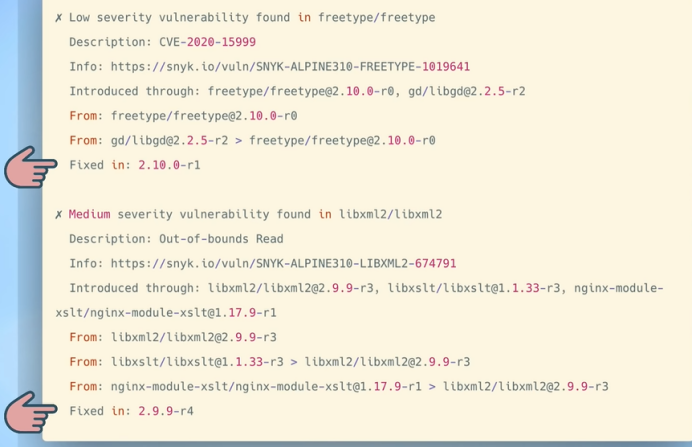 ✗ Low severity vulnerability found in freetype/freetype
Description: CVE-2020-15999
Info: https://snyk.io/vuln/SNYK-ALPINE310-FREETYPE-1019641
Introduced through: freetype/freetype@2.10.0-r0, gd/libgd@2.2.5-r2
From: freetype/freetype@2.10.0-r0
From: gd/libgd@2.2.5-r2 > freetype/freetype@2.10.0-r0
Fixed in: 2.10.0-r1
✗ Medium severity vulnerability found in libxml2/libxml2
Description: Out-of-bounds Read
Info: https://snyk.io/vuln/SNYK-ALPINE310-LIBXML2-674791
Introduced through: libxml2/libxml2@2.9.9-r3, libxslt/libxslt@1.1.33-r3, nginx-module-
xslt/nginx-module-xslt@1.17.9-r1
From: libxml2/libxml2@2.9.9-r3
From: libxslt/libxslt@1.1.33-r3 > libxml2/libxml2@2.9.9-r3
From: nginx-module-xslt/nginx-module-xslt@1.17.9-r1 > libxml2/libxml2@2.9.9-r3
Fixed in: 2.9.9-r4